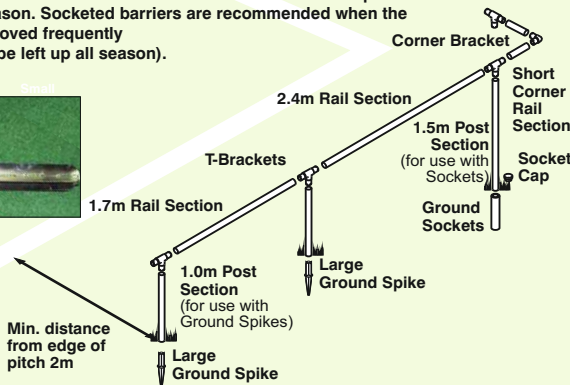 ason. Socketed barriers are recommended when the
oved frequently
be left up all season).
Small
Corner Bracket
2.4m Rail Section
Short
Corner
Rail
Section
1.5m Post
Section
(for use with
Sockets)
Socket
Cap
T-Brackets
Ground
Sockets
1.7m Rail Section
Large
Ground Spike
1.0m Post
Section
(for use with
Ground Spikes)
Min. distance
from edge of
pitch 2m
Large
Ground Spike